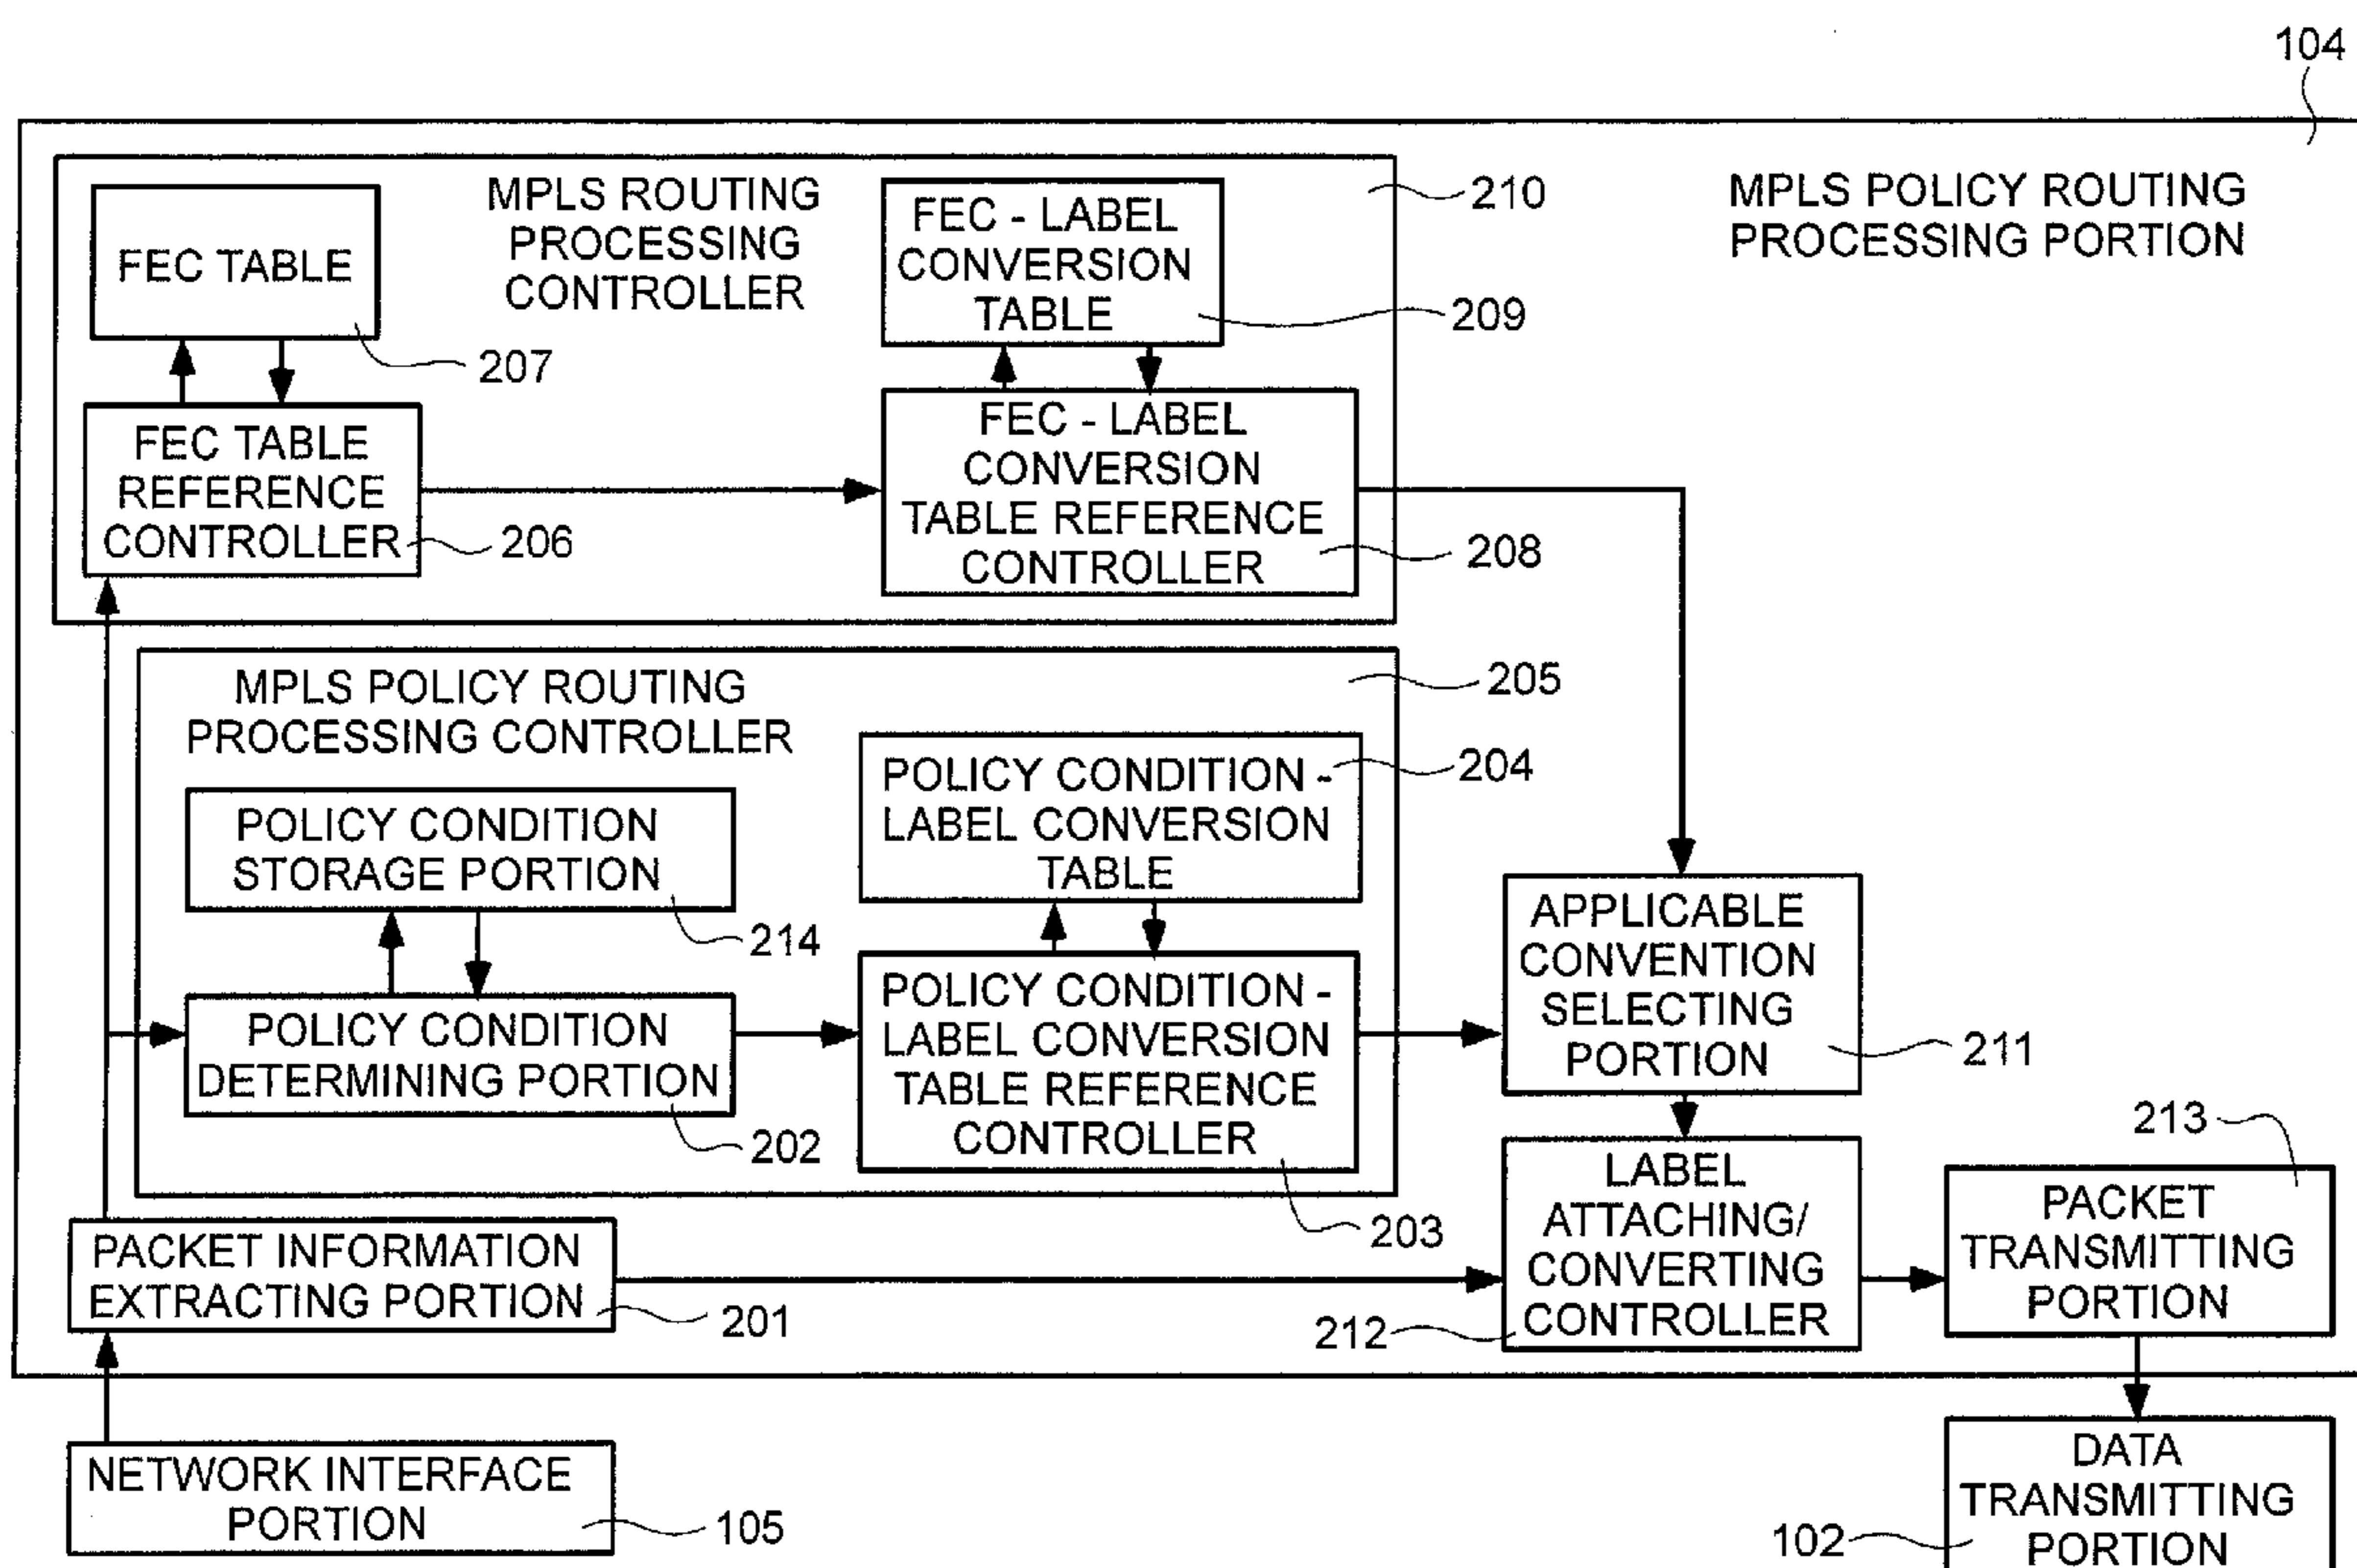 104
MPLS POLICY ROUTING
PROCESSING PORTION
MPLS ROUTING
PROCESSING
CONTROLLER
210
FEC TABLE
207
FEC - LABEL
CONVERSION
TABLE
209
FEC TABLE
REFERENCE
CONTROLLER
206
FEC - LABEL
CONVERSION
TABLE REFERENCE
CONTROLLER
208
MPLS POLICY ROUTING
PROCESSING CONTROLLER
205
POLICY CONDITION
STORAGE PORTION
214
POLICY CONDITION -
LABEL CONVERSION
TABLE
204
POLICY CONDITION
DETERMINING PORTION
202
POLICY CONDITION -
LABEL CONVERSION
TABLE REFERENCE
CONTROLLER
203
APPLICABLE
CONVENTION
SELECTING
PORTION
211
PACKET INFORMATION
EXTRACTING PORTION
201
LABEL
ATTACHING/
CONVERTING
CONTROLLER
212
213
PACKET
TRANSMITTING
PORTION
NETWORK INTERFACE
PORTION
105
DATA
TRANSMITTING
PORTION
102